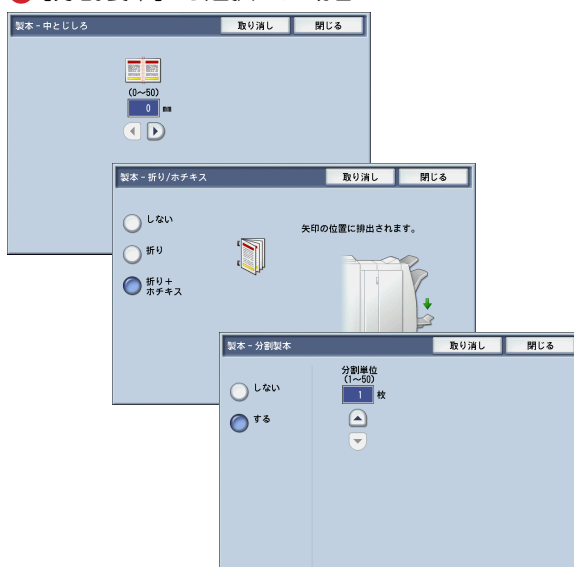 製本 - 中とじしろ
取り消し
閉じる
(0～50)
0 mm
製本 - 折り/ホチキス
取り消し
閉じる
しない
折り
折り＋
ホチキス
矢印の位置に排出されます。
製本 - 分割製本
取り消し
閉じる
しない
する
分割単位
(1～50)
1 枚